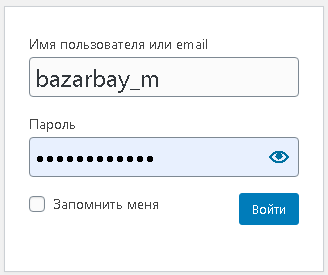 Имя пользователя или email
bazarbay_m
Пароль
••••••••••••
Запомнить меня
Войти